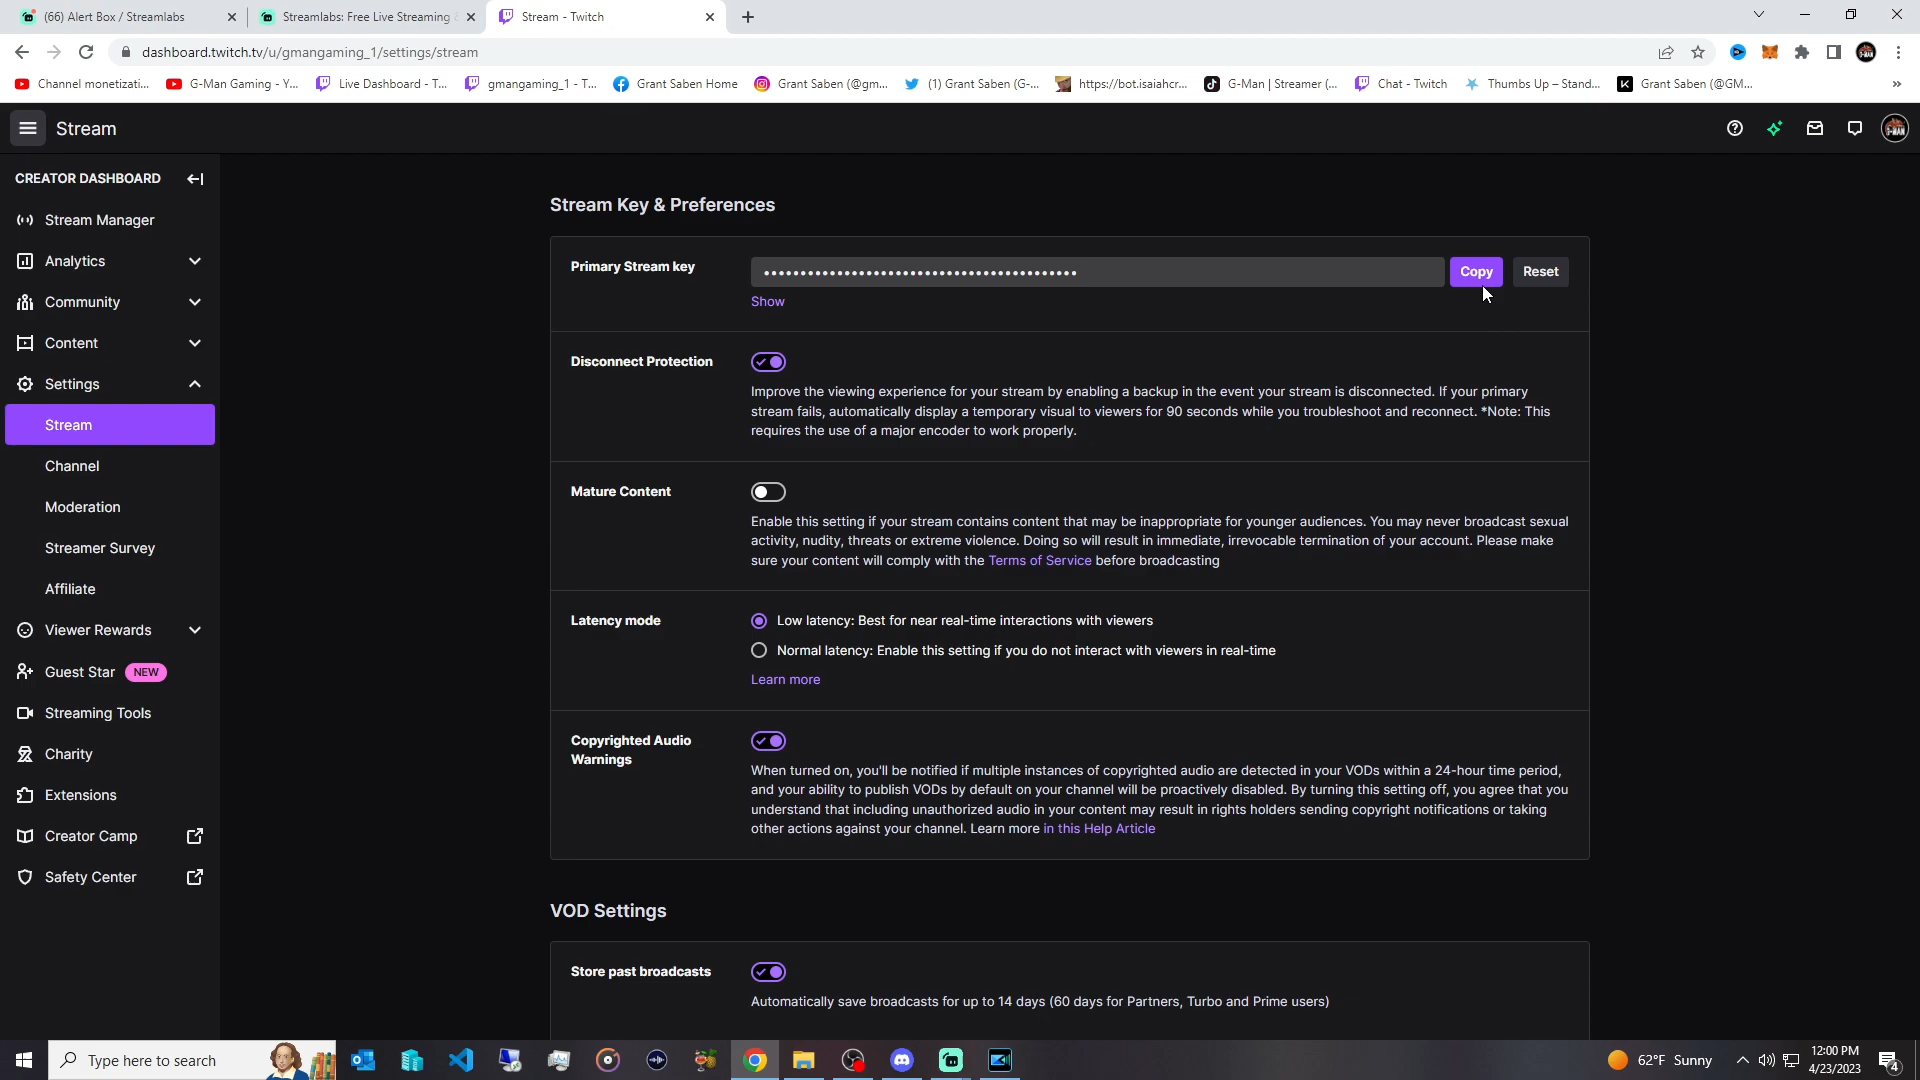 (66) Alert Box / Streamlabs
Streamlabs: Free Live Streaming
Stream - Twitch
dashboard.twitch.tv/u/gmangaming_1/settings/stream
Channel monetizati...
G-Man Gaming - Y...
Live Dashboard - T...
gmangaming_1 - T...
Grant Saben Home
Grant Saben (@gm...
(1) Grant Saben (G-...
https://bot.isaiahcr...
G-Man | Streamer (...
Chat - Twitch
Thumbs Up – Stand...
Grant Saben (@GM...
»
Stream
CREATOR DASHBOARD
Stream Manager
Analytics
Community
Content
Settings
Stream
Channel
Moderation
Streamer Survey
Affiliate
Viewer Rewards
Guest Star NEW
Streaming Tools
Charity
Extensions
Creator Camp
Safety Center
Stream Key & Preferences
Primary Stream key
Copy
Reset
Show
Disconnect Protection
Improve the viewing experience for your stream by enabling a backup in the event your stream is disconnected. If your primary
stream fails, automatically display a temporary visual to viewers for 90 seconds while you troubleshoot and reconnect. *Note: This
requires the use of a major encoder to work properly.
Mature Content
Enable this setting if your stream contains content that may be inappropriate for younger audiences. You may never broadcast sexual
activity, nudity, threats or extreme violence. Doing so will result in immediate, irrevocable termination of your account. Please make
sure your content will comply with the Terms of Service before broadcasting
Latency mode
Low latency: Best for near real-time interactions with viewers
Normal latency: Enable this setting if you do not interact with viewers in real-time
Learn more
Copyrighted Audio
Warnings
When turned on, you'll be notified if multiple instances of copyrighted audio are detected in your VODs within a 24-hour time period,
and your ability to publish VODs by default on your channel will be proactively disabled. By turning this setting off, you agree that you
understand that including unauthorized audio in your content may result in rights holders sending copyright notifications or taking
other actions against your channel. Learn more in this Help Article
VOD Settings
Store past broadcasts
Automatically save broadcasts for up to 14 days (60 days for Partners, Turbo and Prime users)
Type here to search
62°F Sunny
12:00 PM
4/23/2023
4